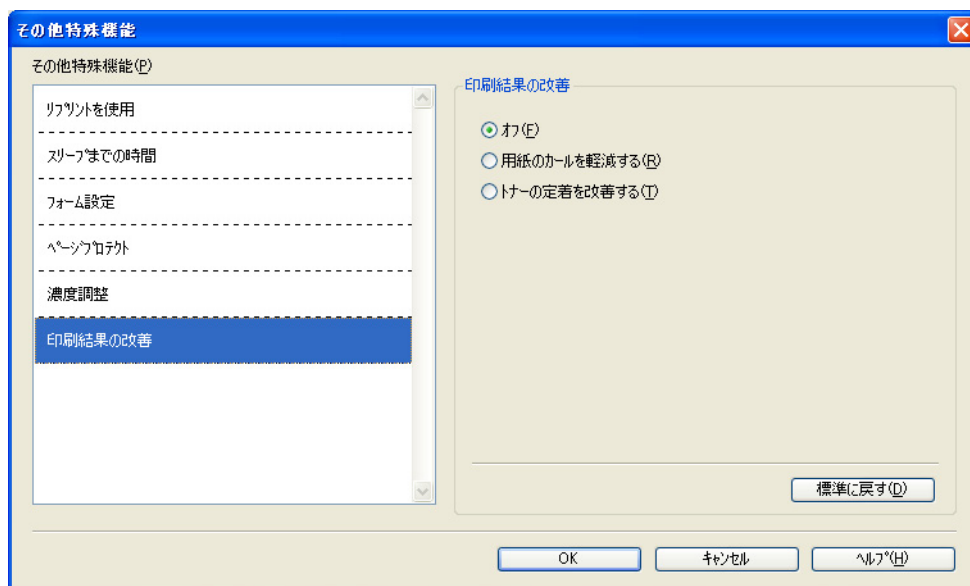 その他特殊機能
その他特殊機能(P)
ﾘﾌﾟﾘﾝﾄを使用
ｽﾘｰﾌﾟまでの時間
ﾌｫｰﾑ設定
ﾍﾟｰｼﾞﾌﾟﾛﾃｸﾄ
濃度調整
印刷結果の改善
印刷結果の改善
ｵﾌ(F)
用紙のｶｰﾙを軽減する(R)
ﾄﾅｰの定着を改善する(T)
標準に戻す(D)
OK
ｷｬﾝｾﾙ
ﾍﾙﾌﾟ(H)